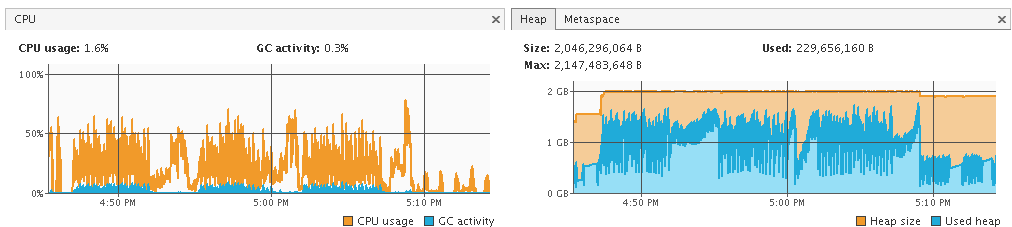 CPU
CPU usage: 1.6%
GC activity: 0.3%
100%
50%
0%
4:50 PM
5:00 PM
5:10 PM
CPU usage
GC activity
Heap
Metaspace
Size: 2,046,296,064 B
Used: 229,656,160 B
Max: 2,147,483,648 B
2 GB
1 GB
0 GB
4:50 PM
5:00 PM
5:10 PM
Heap size
Used heap